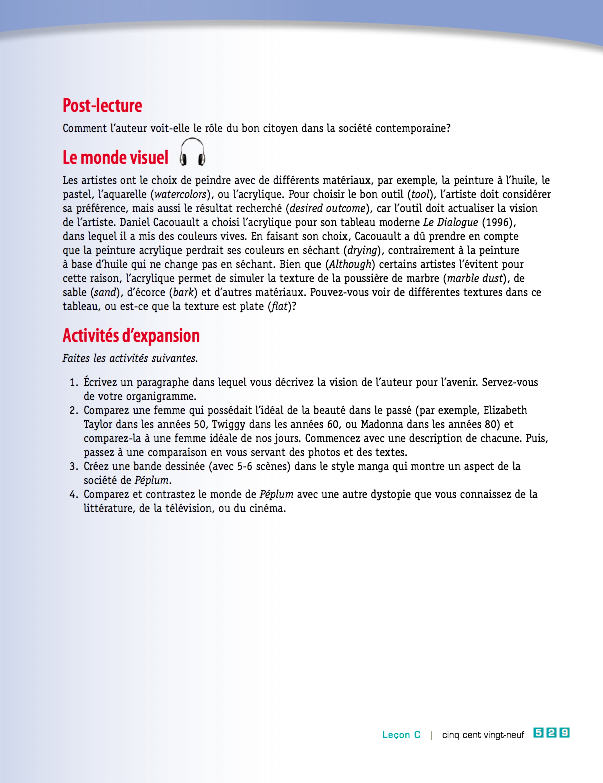 Post-lecture
Comment l'auteur voit-elle le rôle du bon citoyen dans la société contemporaine?
Le monde visuel
Les artistes ont le choix de peindre avec de différents matériaux, par exemple, la peinture à l'huile, le
pastel, l'aquarelle (watercolors), ou l'acrylique. Pour choisir le bon outil (tool), l'artiste doit considérer
sa préférence, mais aussi le résultat recherché (desired outcome), car l'outil doit actualiser la vision
de l'artiste. Daniel Cacouault a choisi l'acrylique pour son tableau moderne Le Dialogue (1996),
dans lequel il a mis des couleurs vives. En faisant son choix, Cacouault a dû prendre en compte
que la peinture acrylique perdrait ses couleurs en séchant (drying), contrairement à la peinture
à base d'huile qui ne change pas en séchant. Bien que (Although) certains artistes l'évitent pour
cette raison, l'acrylique permet de simuler la texture de la poussière de marbre (marble dust), de
sable (sand), d'écorce (bark) et d'autres matériaux. Pouvez-vous voir de différentes textures dans ce
tableau, ou est-ce que la texture est plate (flat)?
Activités d'expansion
Faites les activités suivantes.
1. Écrivez un paragraphe dans lequel vous décrivez la vision de l'auteur pour l'avenir. Servez-vous
de votre organigramme.
2. Comparez une femme qui possédait l'idéal de la beauté dans le passé (par exemple, Elizabeth
Taylor dans les années 50, Twiggy dans les années 60, ou Madonna dans les années 80) et
comparez-la à une femme idéale de nos jours. Commencez avec une description de chacune. Puis,
passez à une comparaison en vous servant des photos et des textes.
3. Créez une bande dessinée (avec 5-6 scènes) dans le style manga qui montre un aspect de la
société de Péplum.
4. Comparez et contrastez le monde de Péplum avec une autre dystopie que vous connaissez de la
littérature, de la télévision, ou du cinéma.
Leçon C | cinq cent vingt-neuf 529